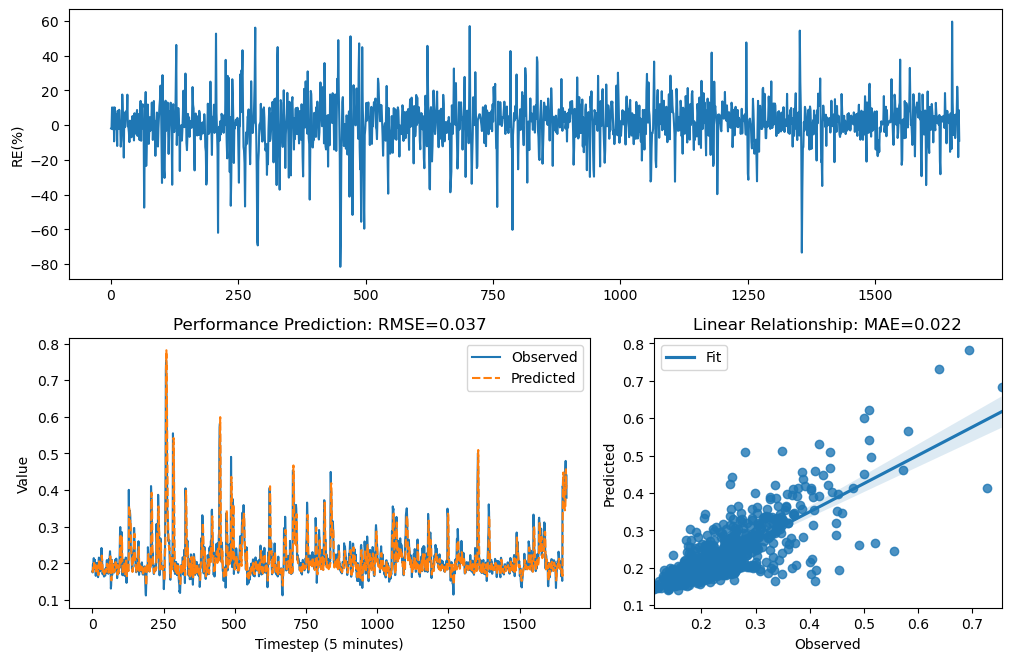 60
40
20
0
−20
−40
−60
−80
RE(%)
0 250 500 750 1000 1250 1500
Performance Prediction: RMSE=0.037
0.8
0.7
0.6
0.5
0.4
0.3
0.2
0.1
Value
Observed
Predicted
0 250 500 750 1000 1250 1500
Timestep (5 minutes)
Linear Relationship: MAE=0.022
0.8
0.7
0.6
0.5
0.4
0.3
0.2
0.1
Predicted
Fit
0.2 0.3 0.4 0.5 0.6 0.7
Observed